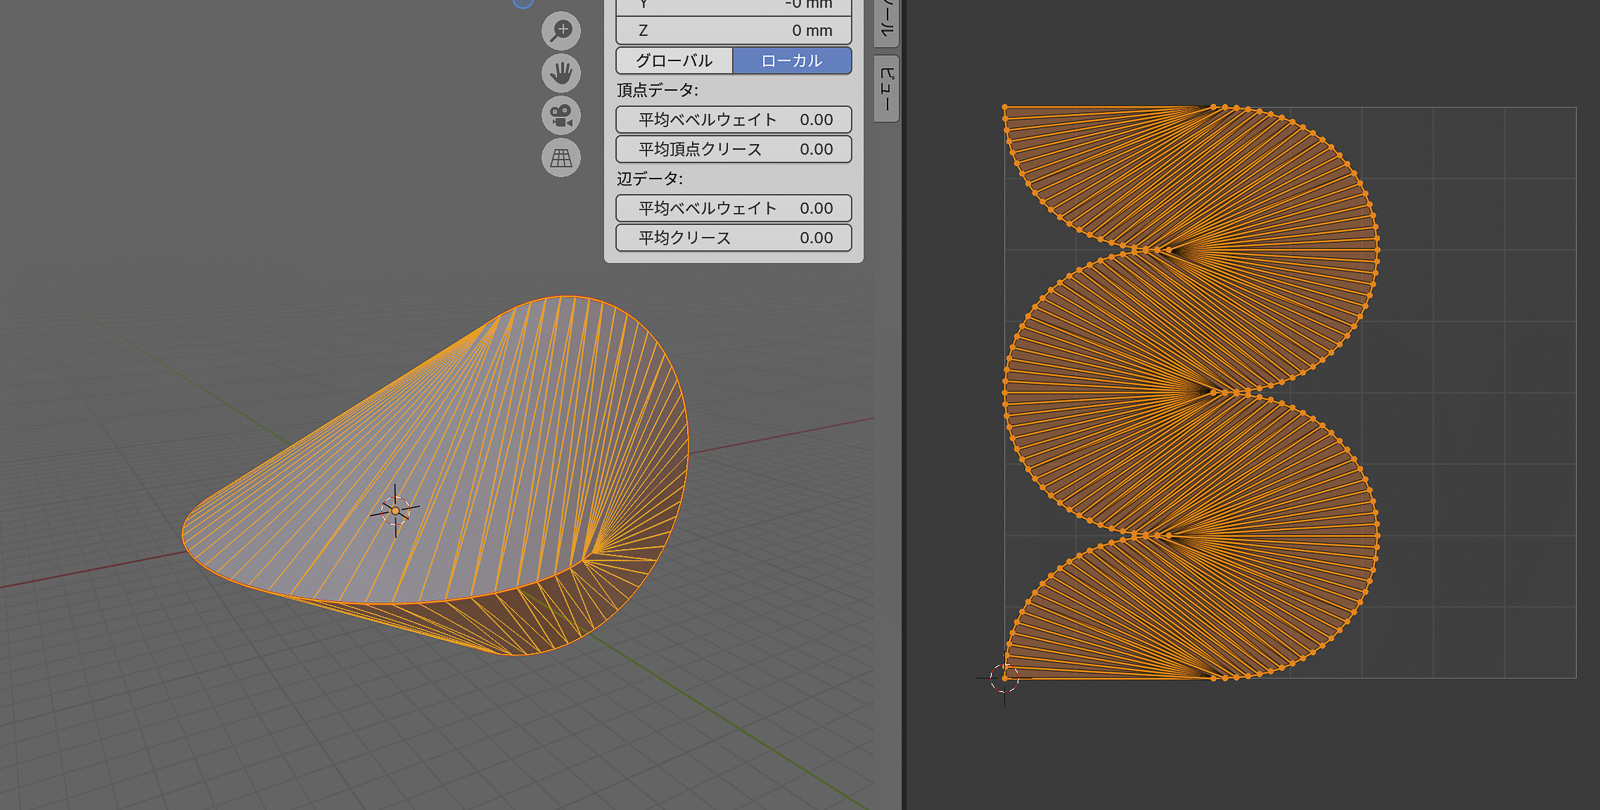 Y -0 mm
Z 0 mm
グローバル ローカル
頂点データ:
平均ベベルウェイト 0.00
平均頂点クリース 0.00
辺データ:
平均ベベルウェイト 0.00
平均クリース 0.00
ール
ビュー